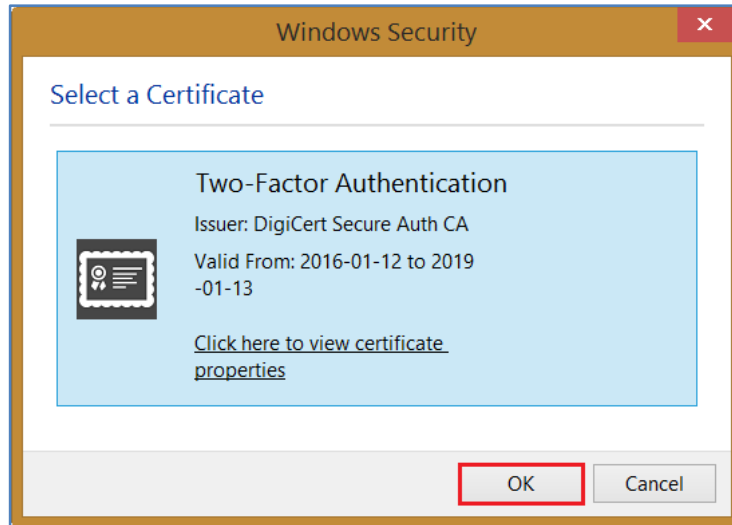 Windows Security
Select a Certificate
Two-Factor Authentication
Issuer: DigiCert Secure Auth CA
Valid From: 2016-01-12 to 2019
-01-13
Click here to view certificate
properties
OK
Cancel